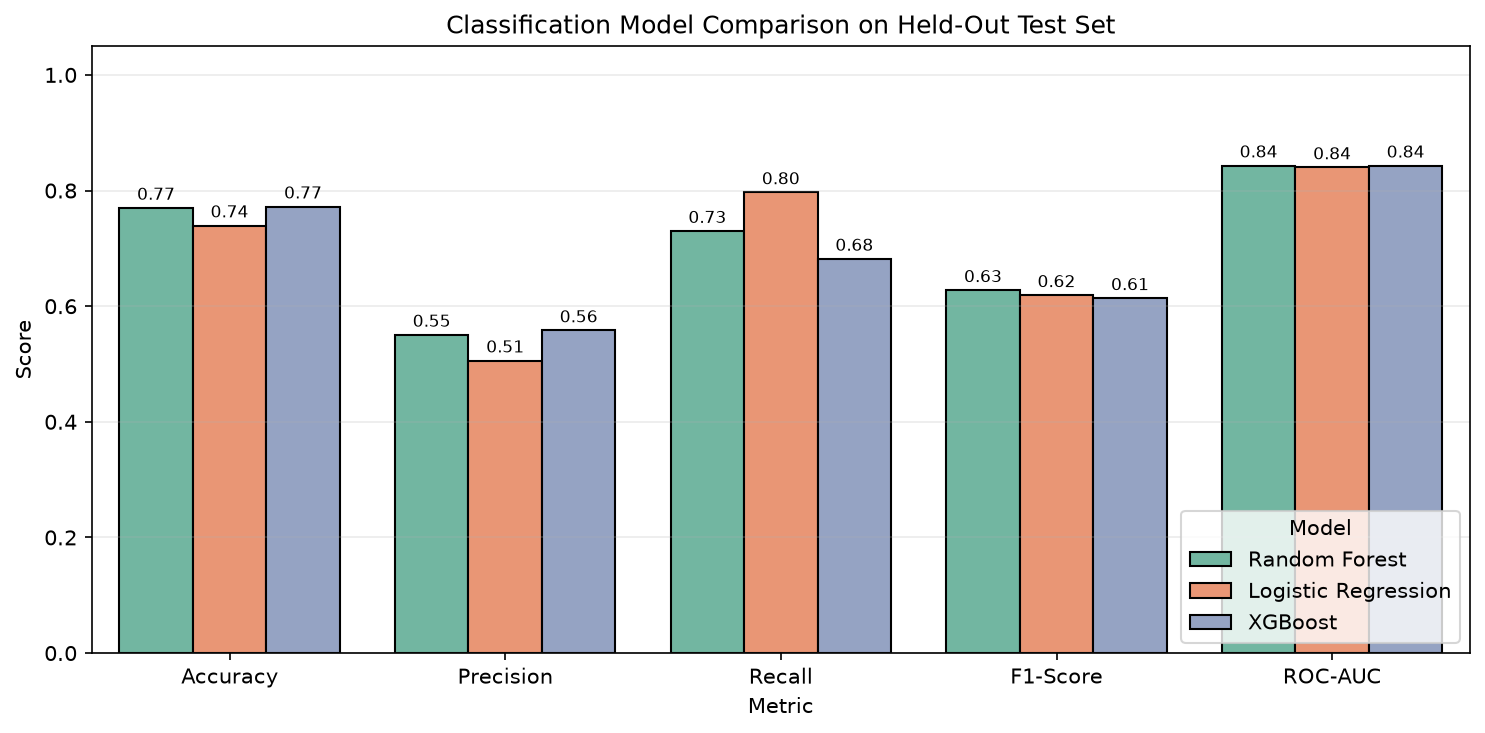 Classification Model Comparison on Held-Out Test Set
1.0
0.8
0.6
0.4
0.2
0.0
Score
0.77
0.74
0.77
0.55
0.51
0.56
0.73
0.80
0.68
0.63
0.62
0.61
0.84
0.84
0.84
Model
Random Forest
Logistic Regression
XGBoost
Accuracy
Precision
Recall
F1-Score
ROC-AUC
Metric